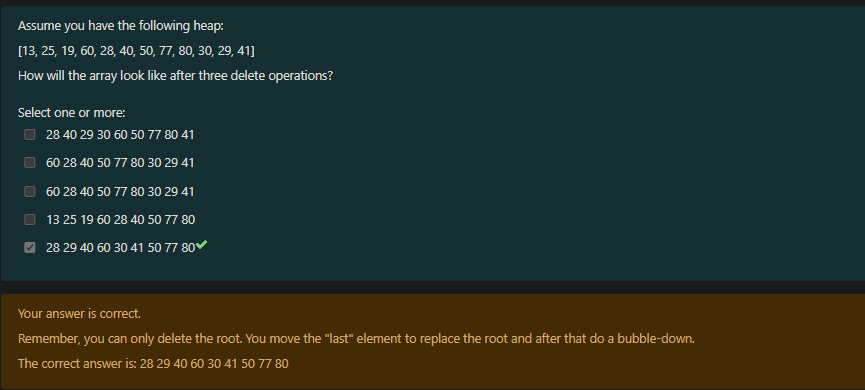 Assume you have the following heap:
[13, 25, 19, 60, 28, 40, 50, 77, 80, 30, 29, 41]
How will the array look like after three delete operations?
Select one or more:
28 40 29 30 60 50 77 80 41
60 28 40 50 77 80 30 29 41
60 28 40 50 77 80 30 29 41
13 25 19 60 28 40 50 77 80
28 29 40 60 30 41 50 77 80
Your answer is correct.
Remember, you can only delete the root. You move the "last" element to replace the root and after that do a bubble-down.
The correct answer is: 28 29 40 60 30 41 50 77 80